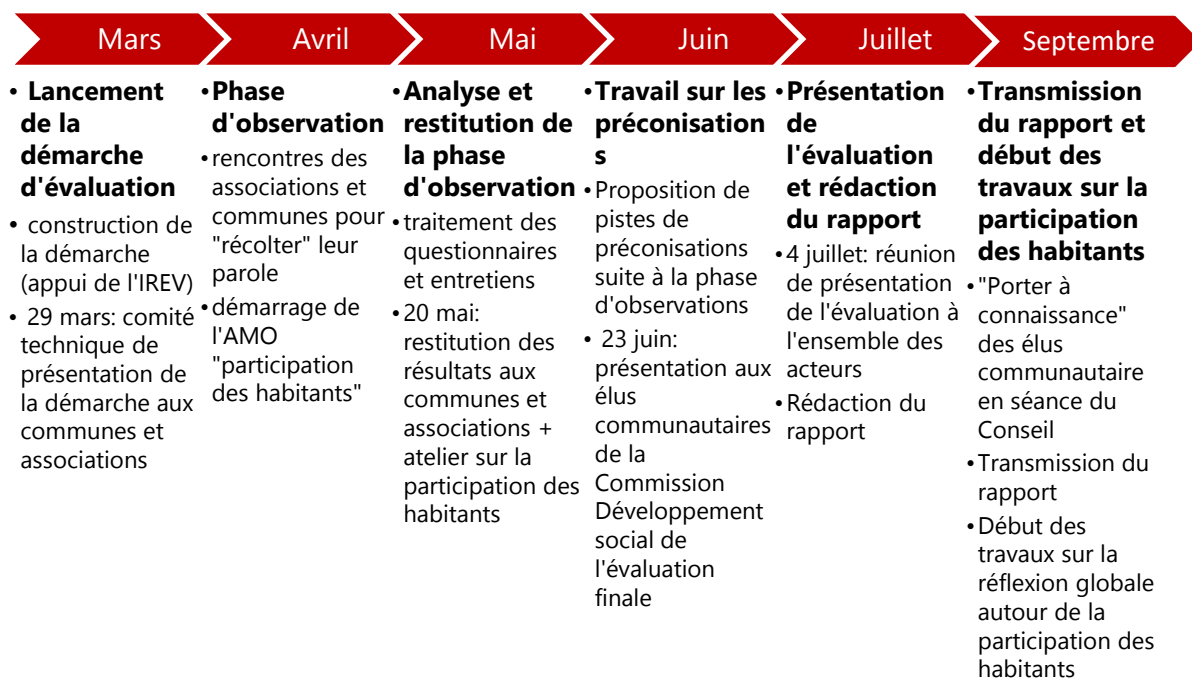 Mars
Avril
Mai
Juin
Juillet
Septembre
• Lancement
de la
démarche
d'évaluation
• construction de
la démarche
(appui de l'IREV)
• 29 mars: comité
technique de
présentation de
la démarche aux
communes et
associations
•Phase
d'observation
•rencontres des
associations et
communes pour
"récolter" leur
parole
•démarrage de
l'AMO
"participation
des habitants"
•Analyse et
restitution de
la phase
d'observation
•traitement des
questionnaires
et entretiens
•20 mai:
restitution des
résultats aux
communes et
associations +
atelier sur la
participation des
habitants
•Travail sur les
préconisation
s
•Proposition de
pistes de
préconisations
suite à la phase
d'observations
• 23 juin:
présentation aux
élus
communautaires
de la
Commission
Développement
social de
l'évaluation
finale
•Présentation
de
l'évaluation
et rédaction
du rapport
•4 juillet: réunion
de présentation
de l'évaluation à
l'ensemble des
acteurs
•Rédaction du
rapport
•Transmission
du rapport et
début des
travaux sur la
participation
des habitants
•"Porter à
connaissance"
des élus
communautaire
en séance du
Conseil
•Transmission du
rapport
•Début des
travaux sur la
réflexion globale
autour de la
participation des
habitants